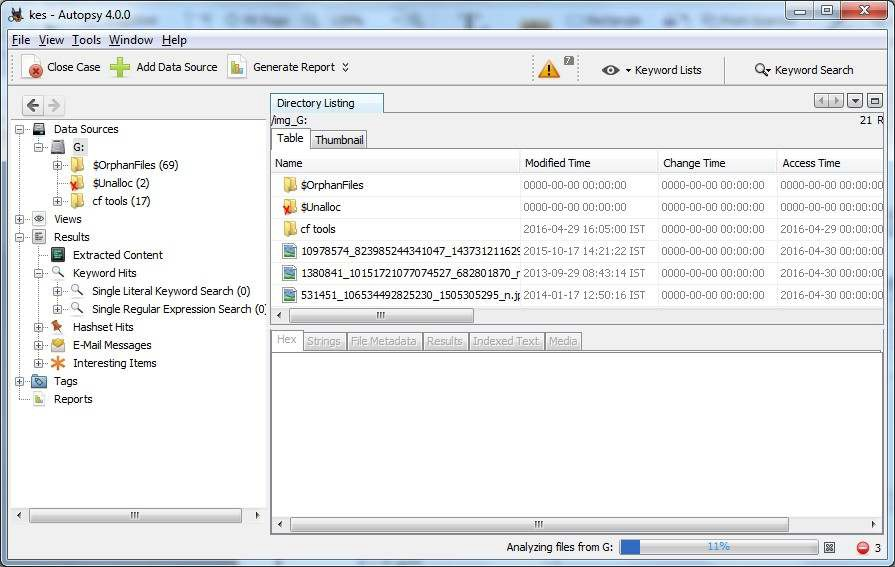 kes - Autopsy 4.0.0
File View Tools Window Help
Close Case Add Data Source Generate Report 7 Keyword Lists Keyword Search
Directory Listing
/img_G: 21 R
Table Thumbnail
Name Modified Time Change Time Access Time
$OrphanFiles 0000-00-00 00:00:00 0000-00-00 00:00:00 0000-00-00 00:00:00
$Unalloc 0000-00-00 00:00:00 0000-00-00 00:00:00 0000-00-00 00:00:00
cf tools 2016-04-29 16:05:00 IST 0000-00-00 00:00:00 2016-04-29 00:00:00
10978574_823985244341047_143731211629 2015-10-17 14:21:22 IST 0000-00-00 00:00:00 2016-04-30 00:00:00
1380841_10151721077074527_682801870_n 2013-09-29 08:43:14 IST 0000-00-00 00:00:00 2016-04-30 00:00:00
531451_106534492825230_1505305295_n.jp 2014-01-17 12:50:16 IST 0000-00-00 00:00:00 2016-04-30 00:00:00
Data Sources
G:
$OrphanFiles (69)
$Unalloc (2)
cf tools (17)
Views
Results
Extracted Content
Keyword Hits
Single Literal Keyword Search (0)
Single Regular Expression Search (0)
Hashset Hits
E-Mail Messages
Interesting Items
Tags
Reports
Hex Strings File Metadata Results Indexed Text Media
Analyzing files from G: 11% 3